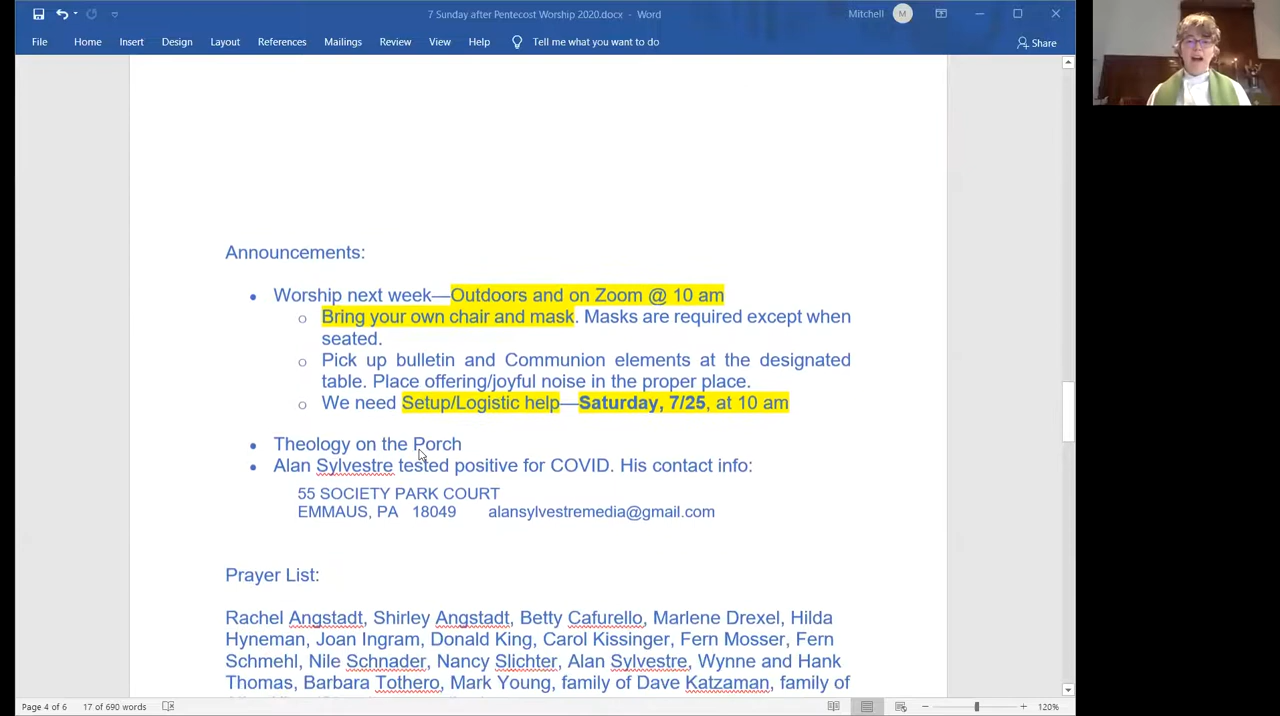 7 Sunday after Pentecost Worship 2020.docx - Word
Mitchell M
File Home Insert Design Layout References Mailings Review View Help Tell me what you want to do Share
Announcements:
• Worship next week—Outdoors and on Zoom @ 10 am
o Bring your own chair and mask. Masks are required except when
seated.
o Pick up bulletin and Communion elements at the designated
table. Place offering/joyful noise in the proper place.
o We need Setup/Logistic help—Saturday, 7/25, at 10 am
• Theology on the Porch
• Alan Sylvestre tested positive for COVID. His contact info:
55 SOCIETY PARK COURT
EMMAUS, PA 18049 alansylvestremedia@gmail.com
Prayer List:
Rachel Angstadt, Shirley Angstadt, Betty Cafurello, Marlene Drexel, Hilda
Hyneman, Joan Ingram, Donald King, Carol Kissinger, Fern Mosser, Fern
Schmehl, Nile Schnader, Nancy Slichter, Alan Sylvestre, Wynne and Hank
Thomas, Barbara Tothero, Mark Young, family of Dave Katzaman, family of
Page 4 of 6 17 of 690 words 120%